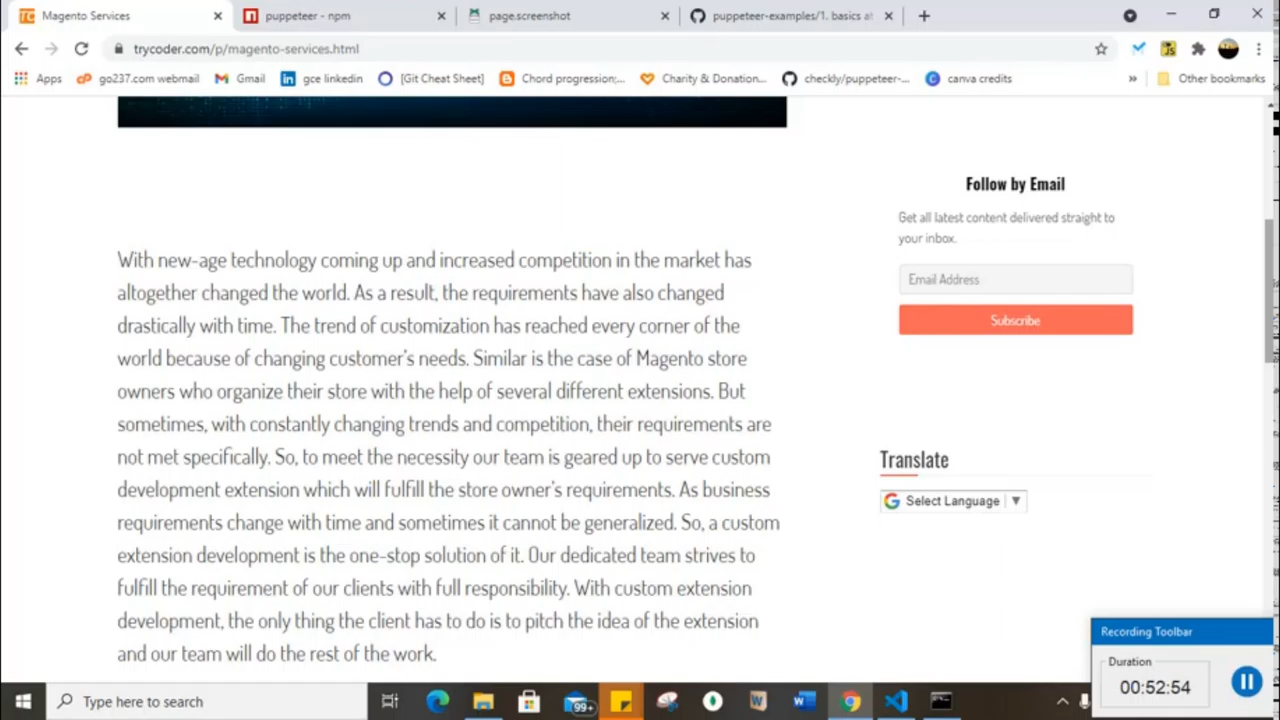 Magento Services
puppeteer - npm
page.screenshot
puppeteer-examples/1. basics at
trycoder.com/p/magento-services.html
Apps
go237.com webmail
Gmail
gce linkedin
[Git Cheat Sheet]
Chord progression;...
Charity & Donation...
checkly/puppeteer-...
canva credits
»
Other bookmarks
With new-age technology coming up and increased competition in the market has
altogether changed the world. As a result, the requirements have also changed
drastically with time. The trend of customization has reached every corner of the
world because of changing customer's needs. Similar is the case of Magento store
owners who organize their store with the help of several different extensions. But
sometimes, with constantly changing trends and competition, their requirements are
not met specifically. So, to meet the necessity our team is geared up to serve custom
development extension which will fulfill the store owner's requirements. As business
requirements change with time and sometimes it cannot be generalized. So, a custom
extension development is the one-stop solution of it. Our dedicated team strives to
fulfill the requirement of our clients with full responsibility. With custom extension
development, the only thing the client has to do is to pitch the idea of the extension
and our team will do the rest of the work.
Follow by Email
Get all latest content delivered straight to
your inbox.
Email Address
Subscribe
Translate
Select Language
Recording Toolbar
Duration
00:52:54
Type here to search
99+